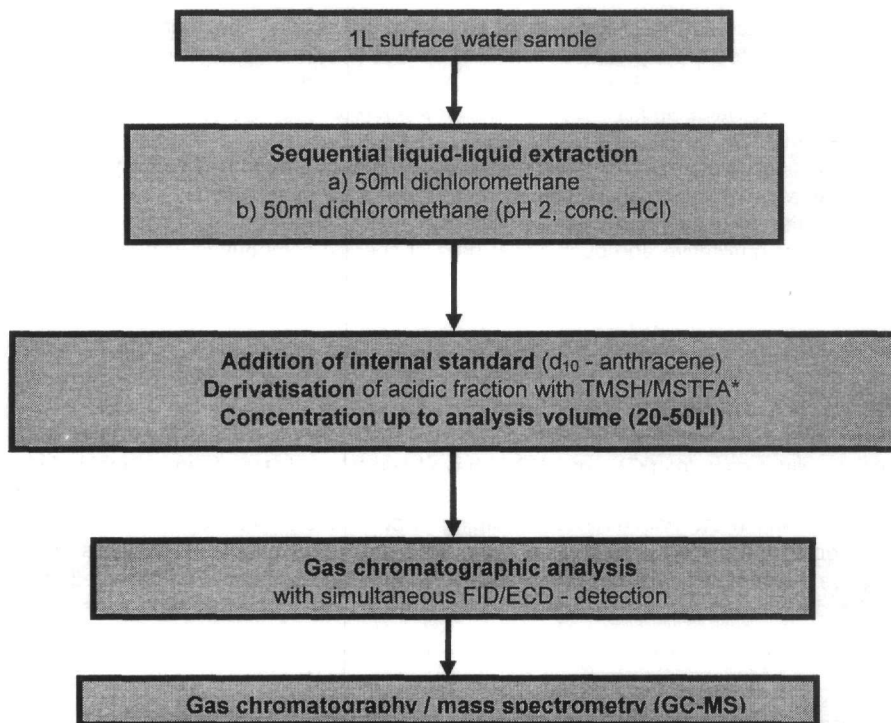 1L surface water sample
Sequential liquid-liquid extraction
a) 50ml dichloromethane
b) 50ml dichloromethane (pH 2, conc. HCl)
Addition of internal standard (d₁₀ - anthracene)
Derivatisation of acidic fraction with TMSH/MSTFA*
Concentration up to analysis volume (20-50µl)
Gas chromatographic analysis
with simultaneous FID/ECD - detection
Gas chromatography / mass spectrometry (GC-MS)